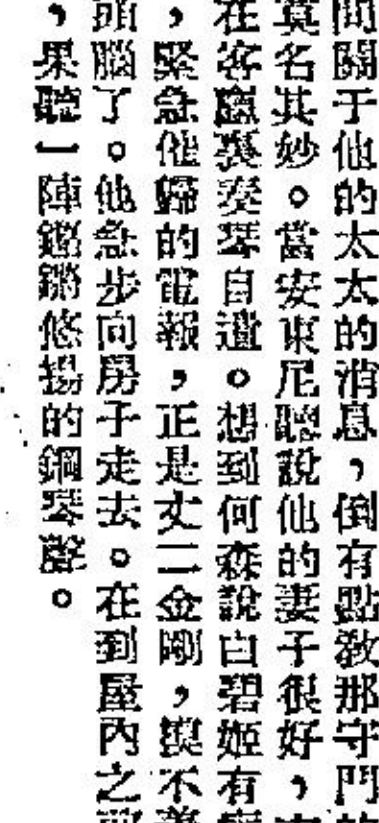 問關于他的太太的消息，倒有點敎那守門
莫名其妙。當安東尼聽說他的妻子很好，
在客廳裏奏琴自遣。想到何森說白碧姬有
，緊急催歸的電報，正是丈二金剛，摸不着
頭腦了。他急步向房子走去。在到屋內之
，果聽一陣鏗鏘悠揚的鋼琴聲。